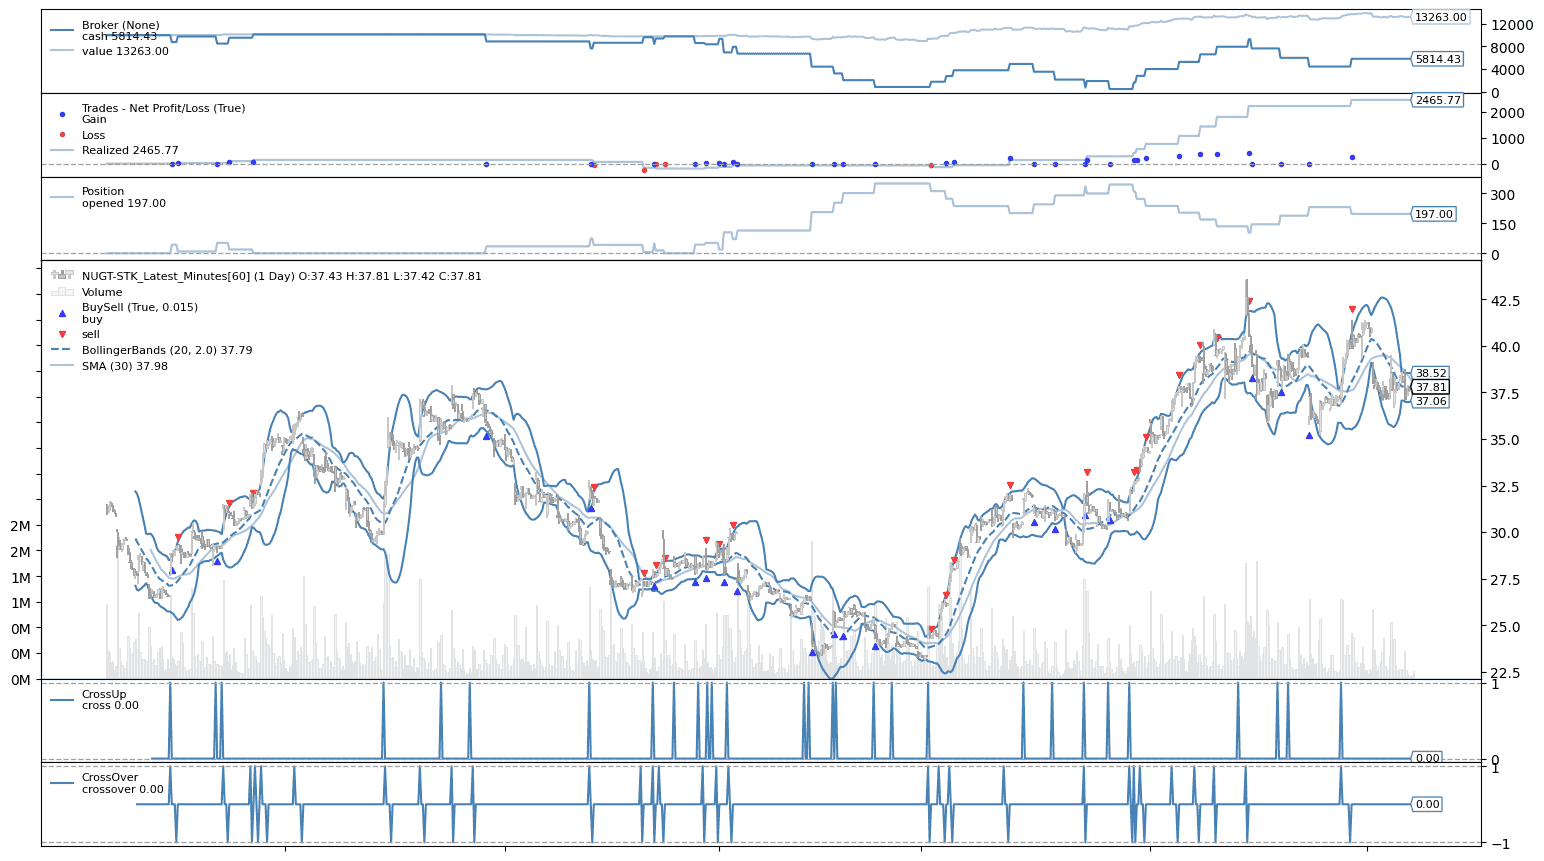 Broker (None)
cash 5814.43
value 13263.00
13263.00
12000
8000
5814.43
4000
0
Trades - Net Profit/Loss (True)
Gain
Loss
Realized 2465.77
2465.77
2000
1000
0
Position
opened 197.00
300
197.00
150
0
NUGT-STK_Latest_Minutes[60] (1 Day) O:37.43 H:37.81 L:37.42 C:37.81
Volume
BuySell (True, 0.015)
buy
sell
BollingerBands (20, 2.0) 37.79
SMA (30) 37.98
42.5
40.0
38.52
37.81
37.5
37.06
35.0
32.5
30.0
27.5
25.0
22.5
2M
2M
1M
1M
0M
0M
0M
CrossUp
cross 0.00
1
0.00
0
CrossOver
crossover 0.00
1
0.00
−1